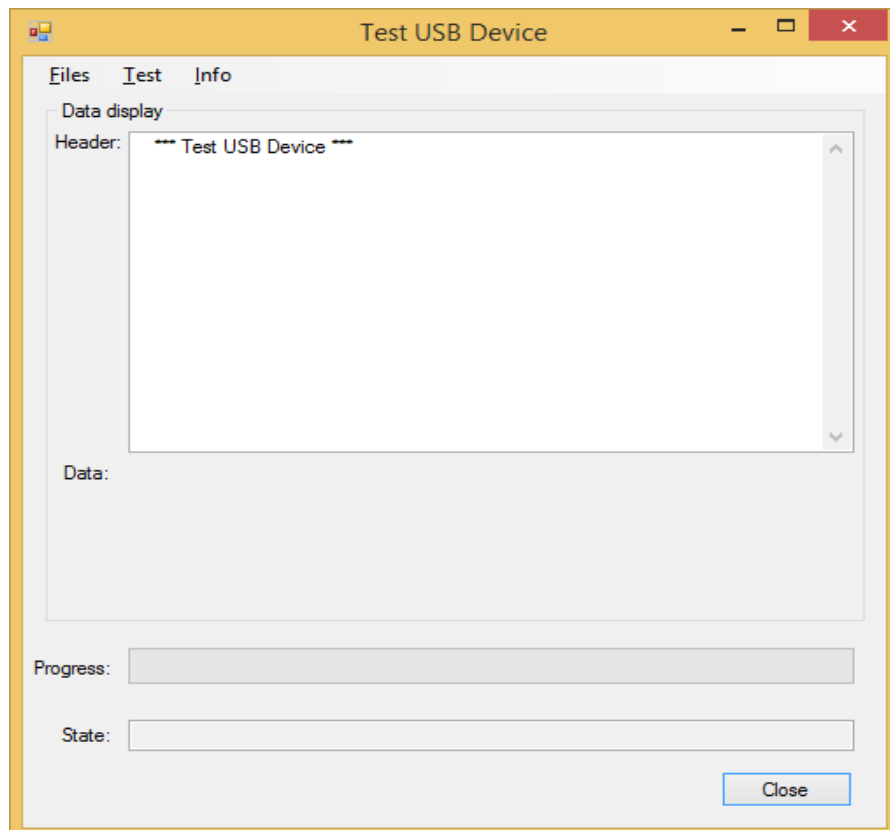 Test USB Device
Files Test Info
Data display
Header: *** Test USB Device ***
Data:
Progress:
State:
Close